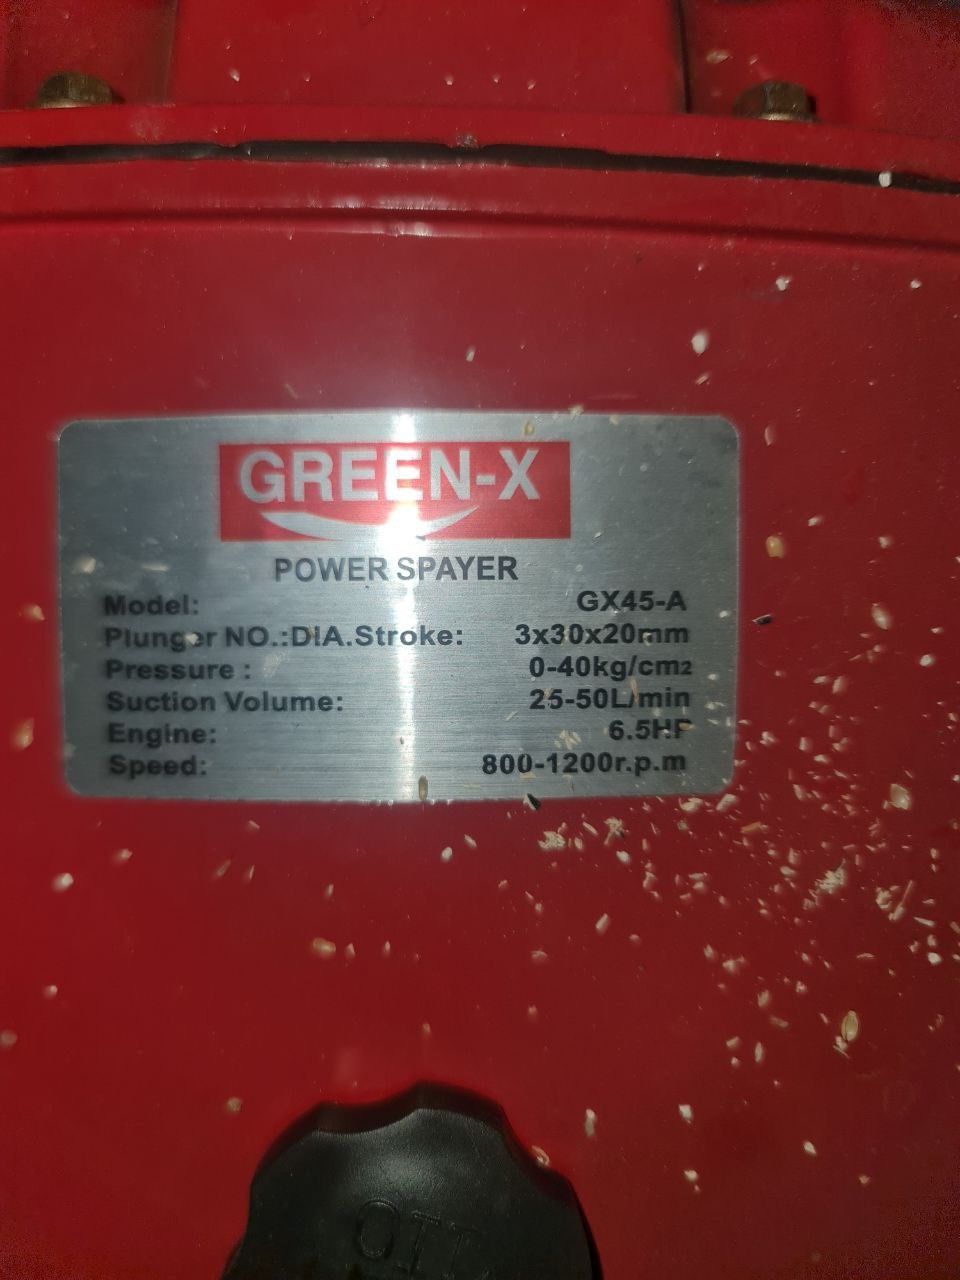 GREEN-X
POWER SPAYER
Model: GX45-A
Plunger NO.:DIA.Stroke: 3x30x20mm
Pressure : 0-40kg/cm2
Suction Volume: 25-50L/min
Engine: 6.5HP
Speed: 800-1200r.p.m
OIL